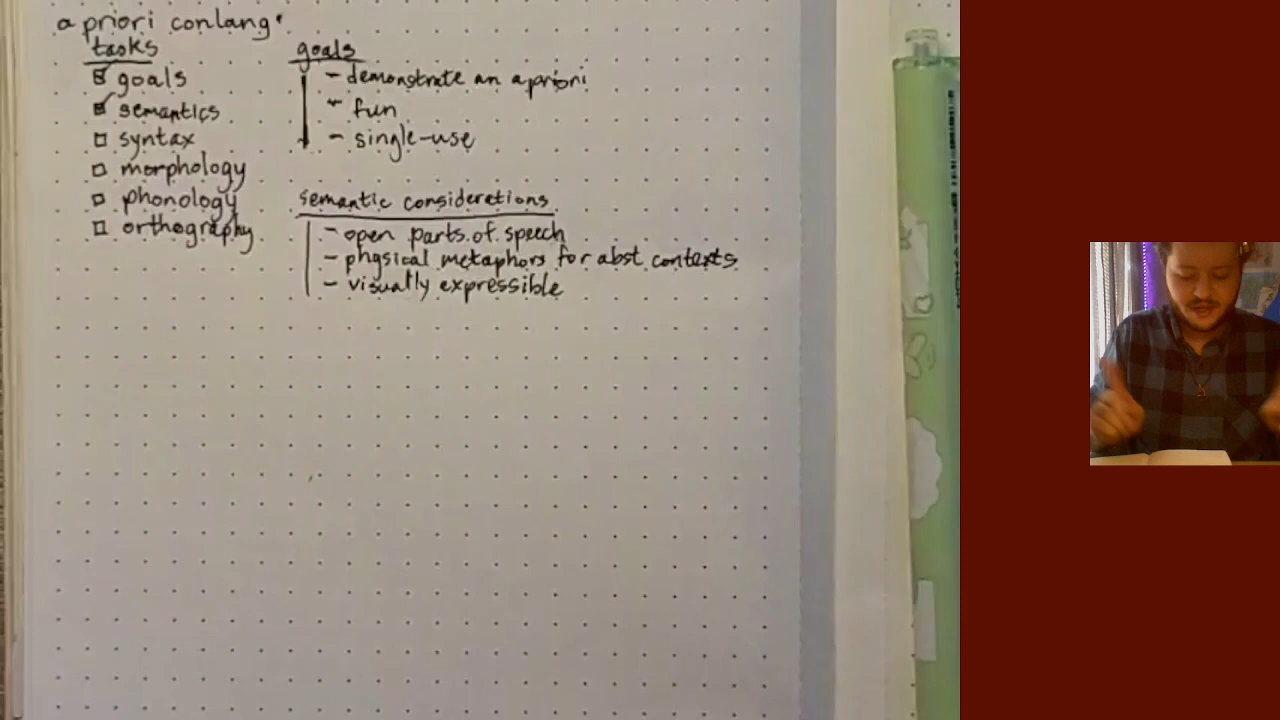 a priori conlang
tasks
goals
semantics
syntax
morphology
phonology
orthography
goals
- demonstrate an a priori
- fun
- single-use
semantic considerations
- open parts of speech
- physical metaphors for abst contexts
- visually expressible